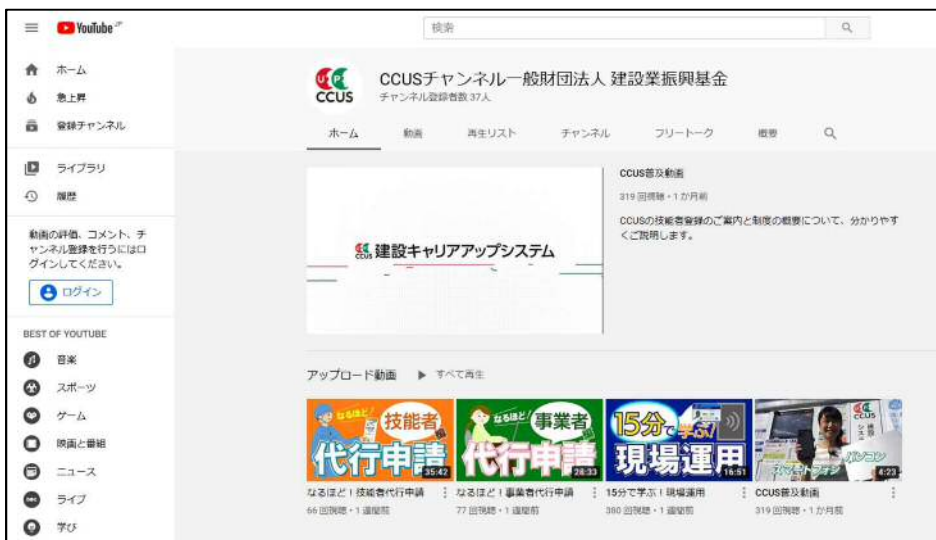 YouTube JP
検索
ホーム
急上昇
登録チャンネル
ライブラリ
履歴
動画の評価、コメント、チ
ャンネル登録を行うにはロ
グインしてください。
ログイン
BEST OF YOUTUBE
音楽
スポーツ
ゲーム
映画と番組
ニュース
ライブ
学び
CCUS
CCUSチャンネル一般財団法人 建設業振興基金
チャンネル登録者数 37人
ホーム 動画 再生リスト チャンネル フリートーク 概要
CCUS 建設キャリアアップシステム
CCUS普及動画
319 回視聴・1 か月前
CCUSの技能者登録のご案内と制度の概要について、分かりやす
くご説明します。
アップロード動画 ▶ すべて再生
なるほど! 技能者 代行申請 35:42
なるほど! 事業者 代行申請 28:33
15分で学ぶ! 現場運用 16:51
CCUS スマートフォン パソコン 4:23
なるほど！技能者代行申請
66 回視聴・1 週間前
なるほど！事業者代行申請
77 回視聴・1 週間前
15分で学ぶ！現場運用
380 回視聴・1 週間前
CCUS普及動画
319 回視聴・1 か月前